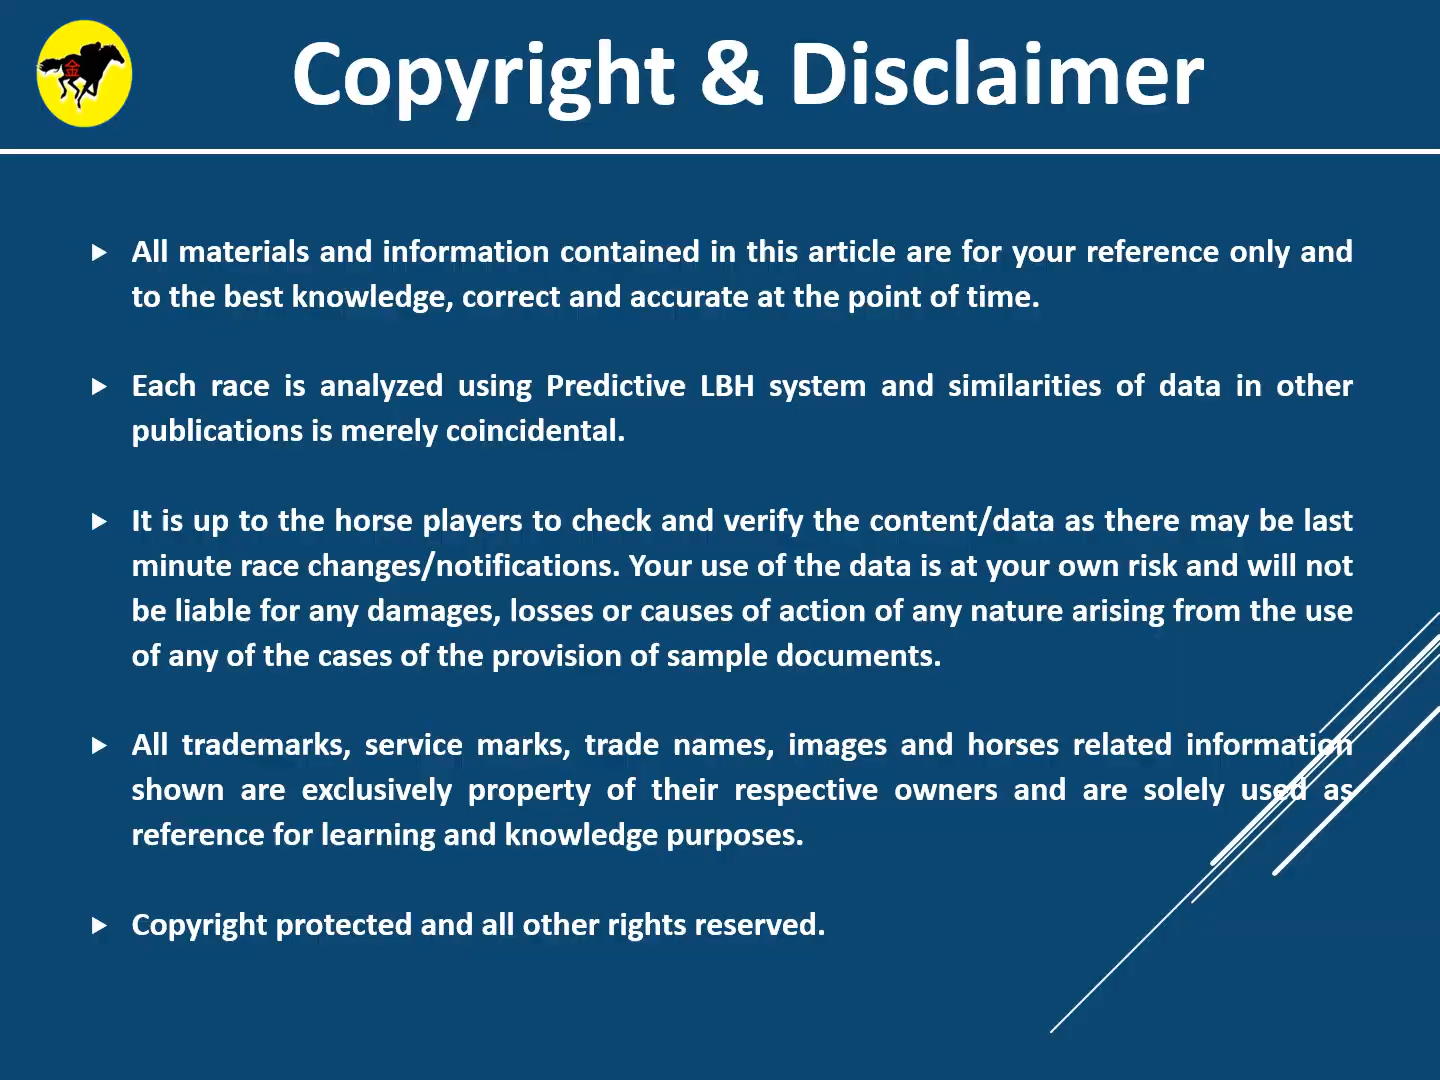 金
Copyright & Disclaimer
All materials and information contained in this article are for your reference only and
to the best knowledge, correct and accurate at the point of time.
Each race is analyzed using Predictive LBH system and similarities of data in other
publications is merely coincidental.
It is up to the horse players to check and verify the content/data as there may be last
minute race changes/notifications. Your use of the data is at your own risk and will not
be liable for any damages, losses or causes of action of any nature arising from the use
of any of the cases of the provision of sample documents.
All trademarks, service marks, trade names, images and horses related information
shown are exclusively property of their respective owners and are solely used as
reference for learning and knowledge purposes.
Copyright protected and all other rights reserved.